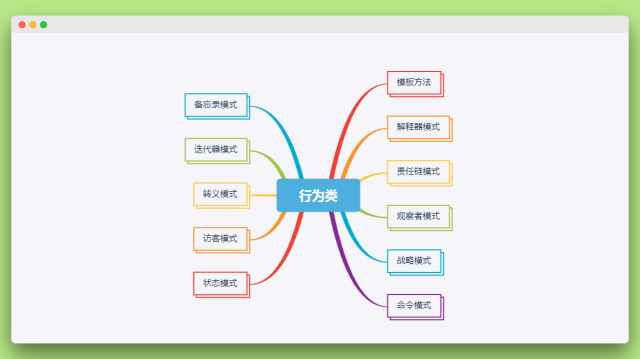 备忘录模式
迭代器模式
转义模式
访客模式
状态模式
行为类
模板方法
解释器模式
责任链模式
观察者模式
战略模式
命令模式